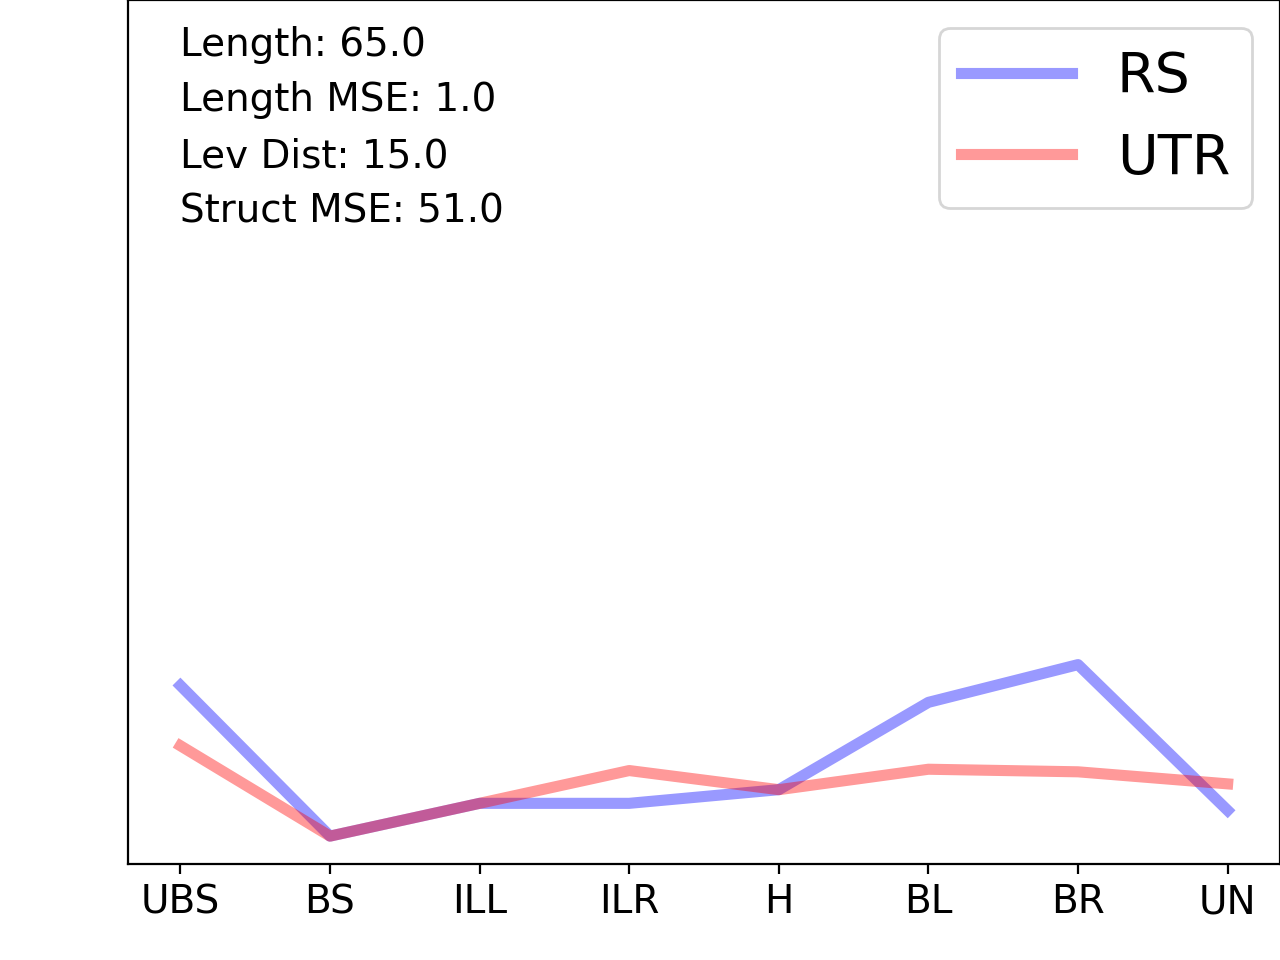 Length: 65.0
Length MSE: 1.0
Lev Dist: 15.0
Struct MSE: 51.0
RS
UTR
UBS BS ILL ILR H BL BR UN